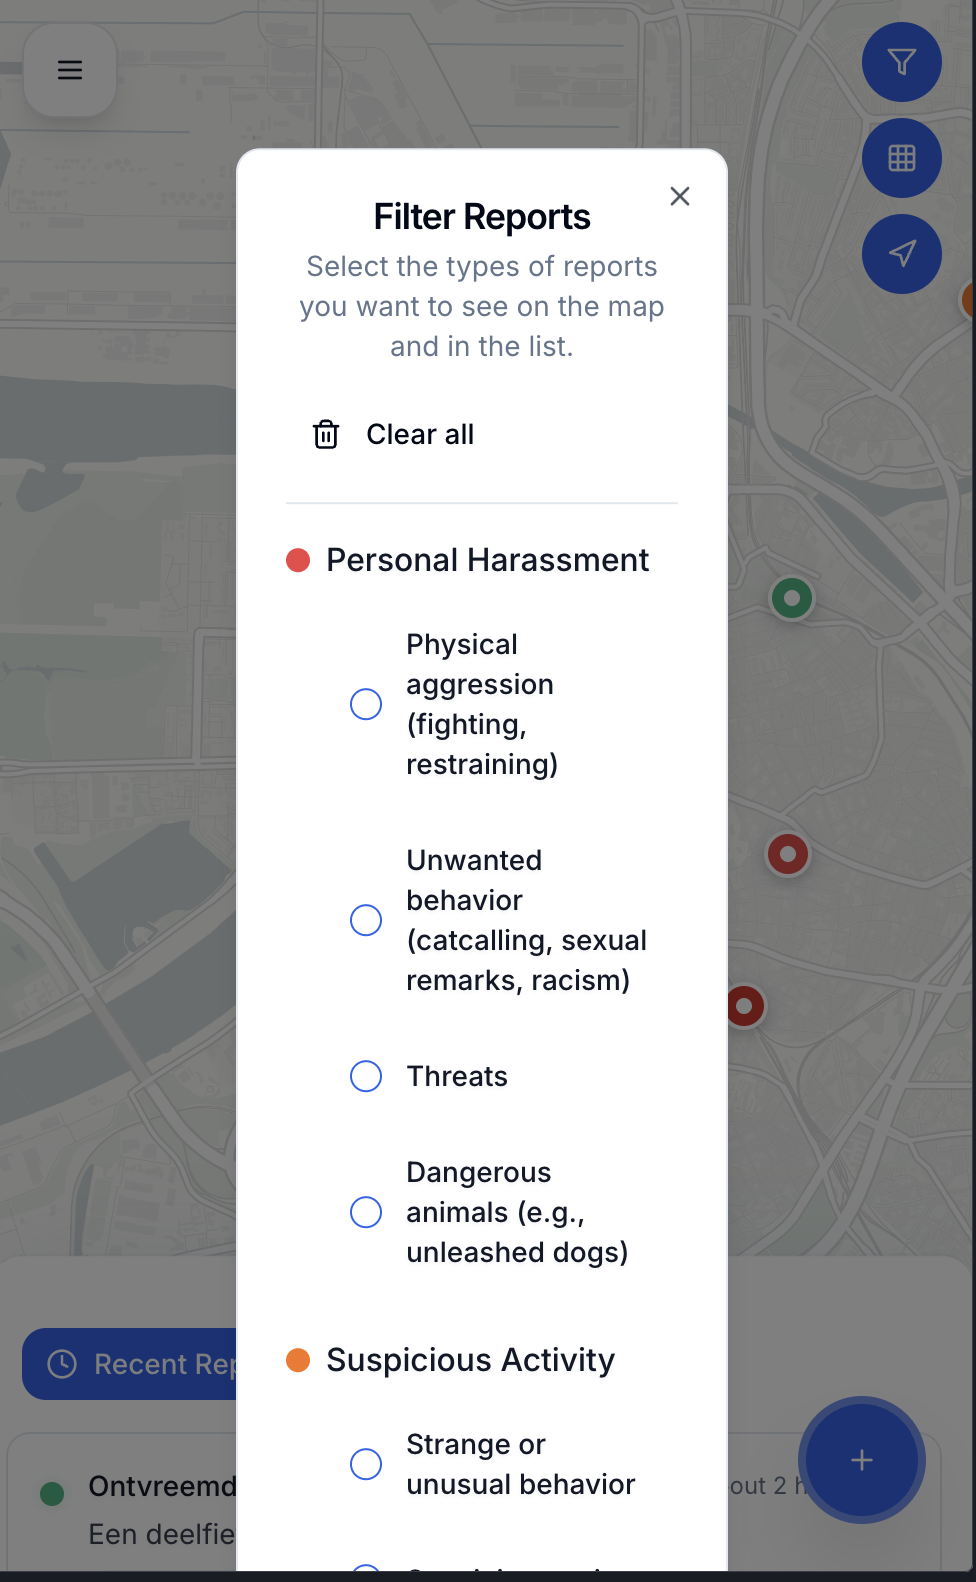 Filter Reports
Select the types of reports
you want to see on the map
and in the list.
Clear all
Personal Harassment
Physical
aggression
(fighting,
restraining)
Unwanted
behavior
(catcalling, sexual
remarks, racism)
Threats
Dangerous
animals (e.g.,
unleashed dogs)
Suspicious Activity
Recent Rep
Strange or
unusual behavior
Ontvreemd
out 2 h
Een deelfie